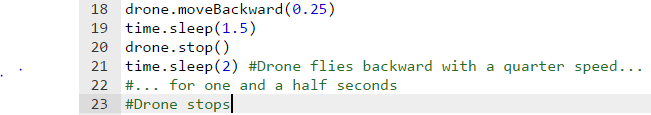 18 drone.moveBackward(0.25)
19 time.sleep(1.5)
20 drone.stop()
21 time.sleep(2) #Drone flies backward with a quarter speed...
22 #... for one and a half seconds
23 #Drone stops